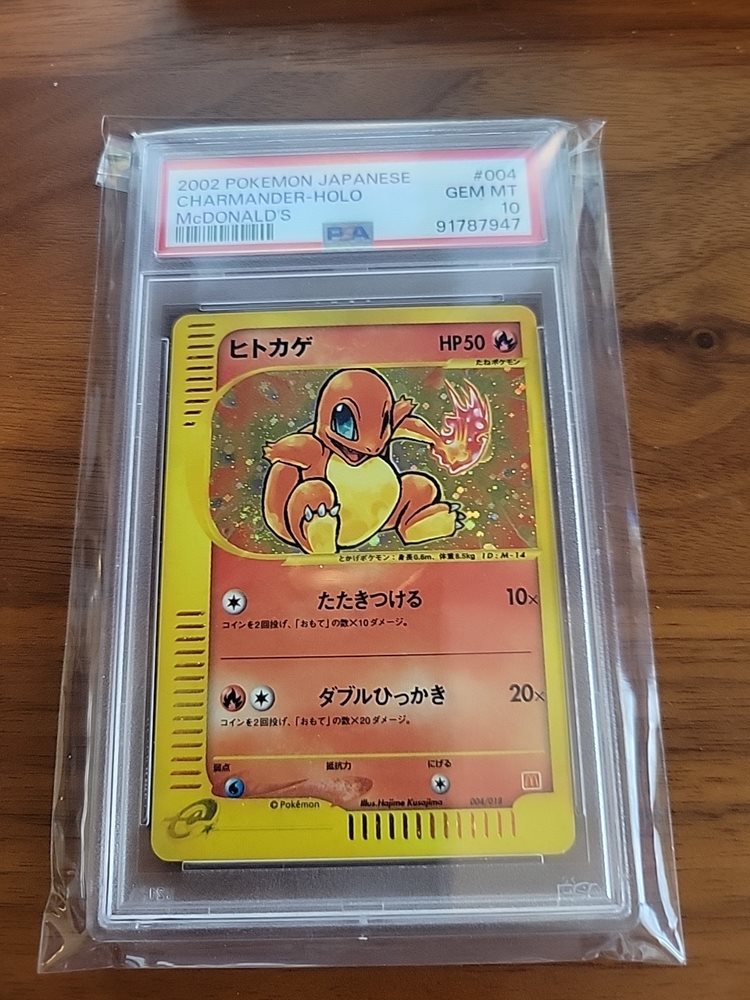 2002 POKEMON JAPANESE #004
CHARMANDER-HOLO GEM MT
McDONALD'S 10
PSA 91787947
ヒトカゲ HP50
たねポケモン
とかげポケモン：身長0.6m、体重8.5kg ID:M-14
たたきつける 10×
コインを2回投げ、「おもて」の数×10ダメージ。
ダブルひっかき 20×
コインを2回投げ、「おもて」の数×20ダメージ。
弱点 抵抗力 にげる
© Pokémon Illus.Hajime Kusajima 004/018
e